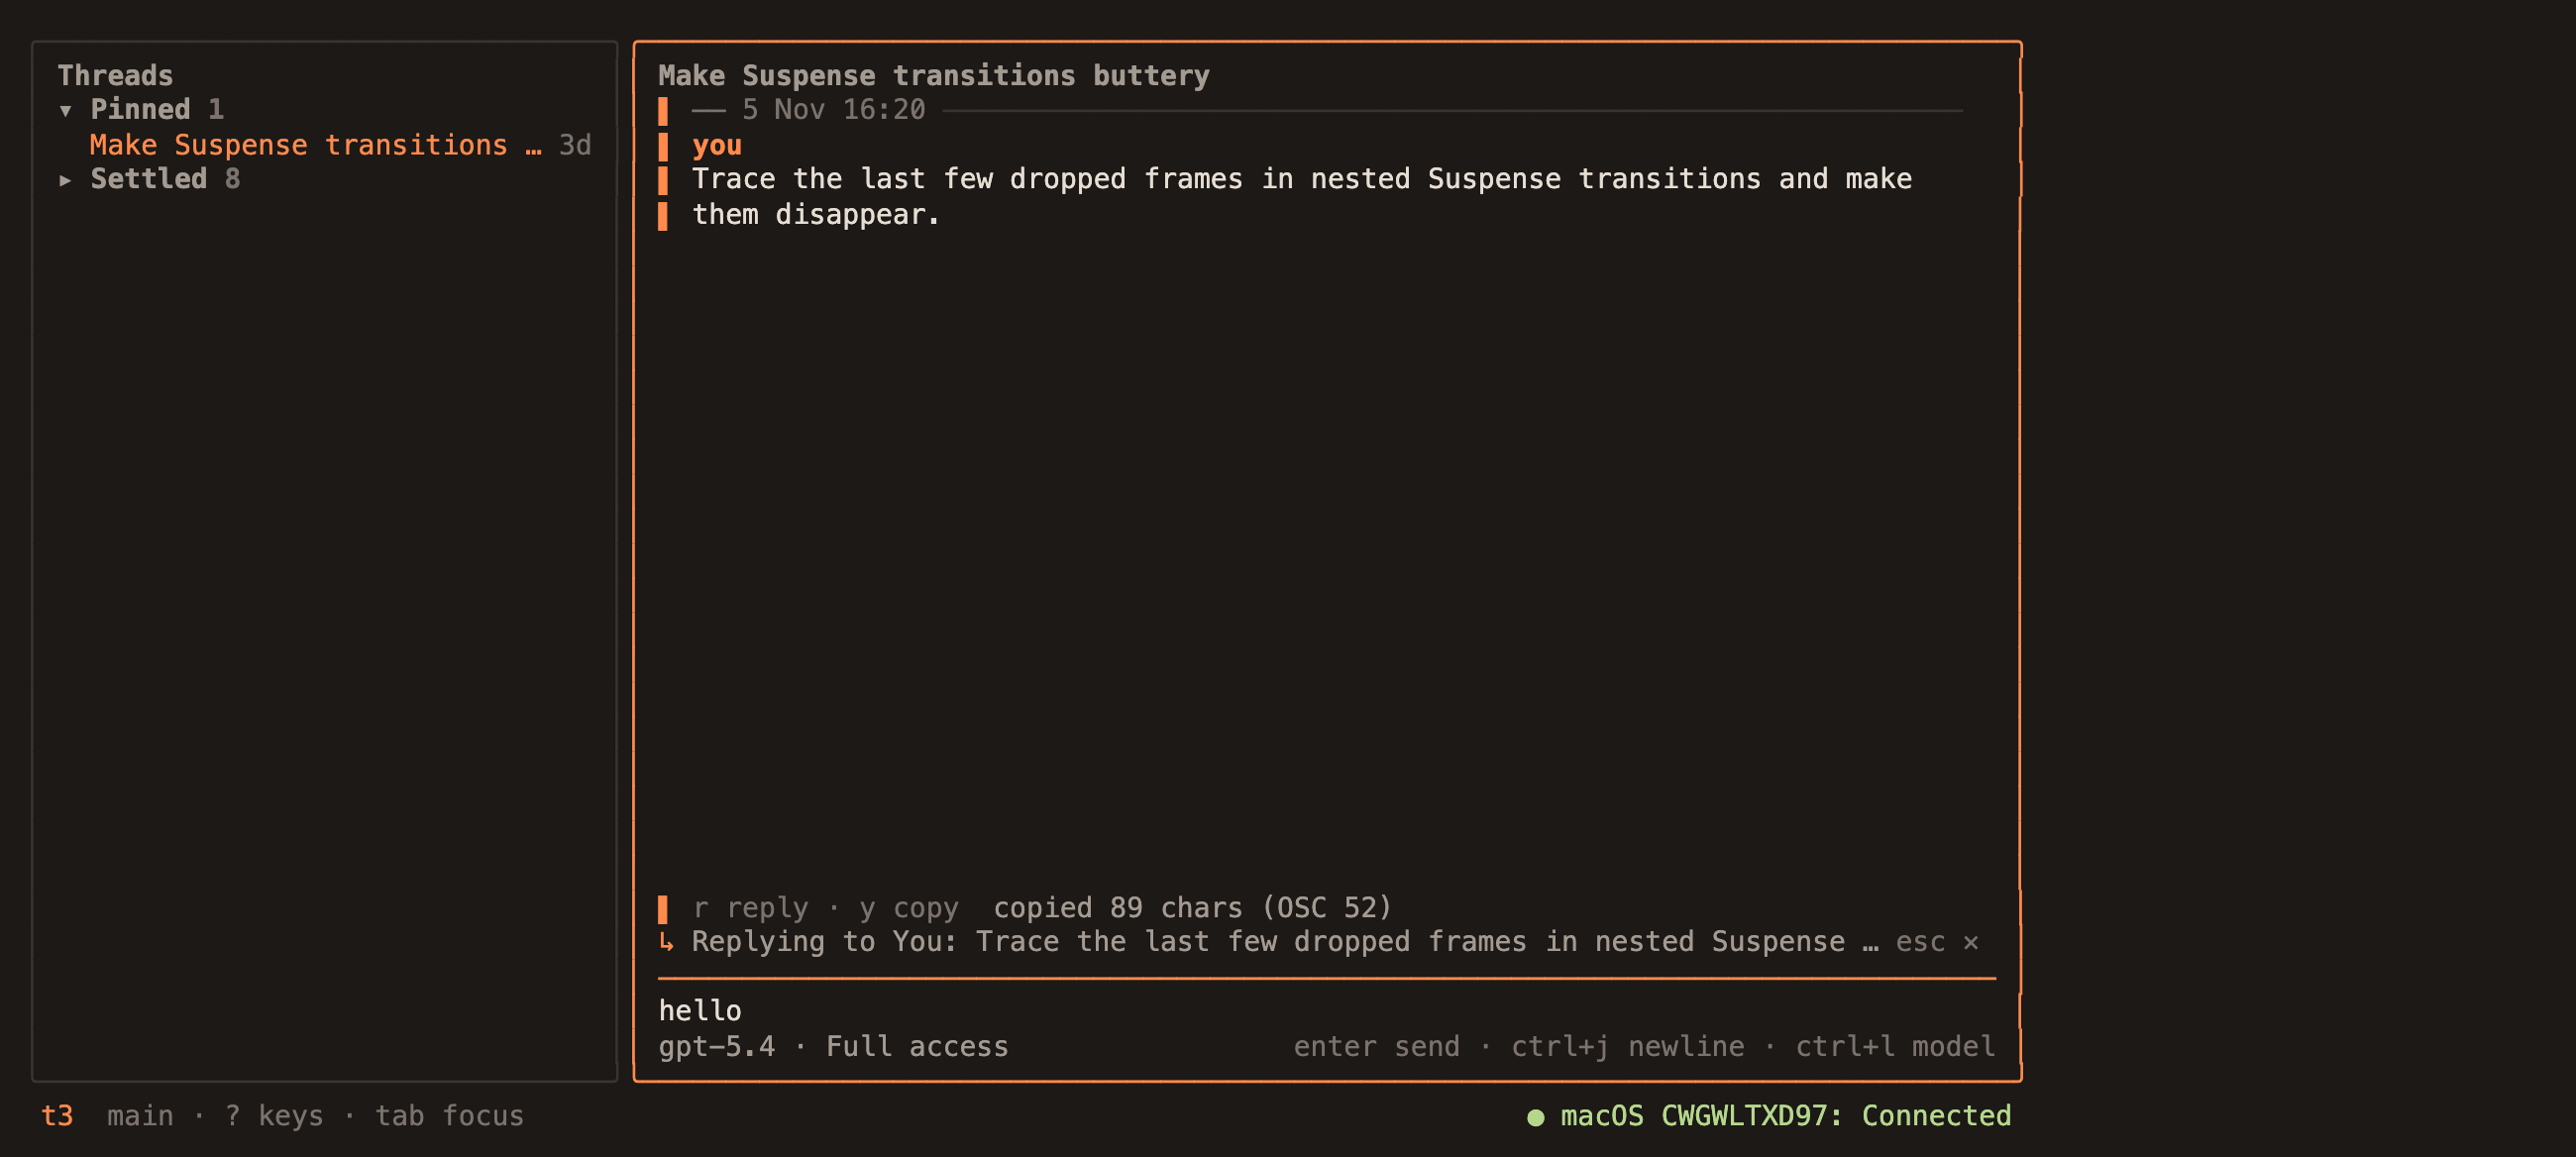 Threads
▾ Pinned 1
Make Suspense transitions … 3d
▸ Settled 8
Make Suspense transitions buttery
5 Nov 16:20
you
Trace the last few dropped frames in nested Suspense transitions and make
them disappear.
r reply · y copy  copied 89 chars (OSC 52)
↳ Replying to You: Trace the last few dropped frames in nested Suspense … esc ×
hello
gpt-5.4 · Full access  enter send · ctrl+j newline · ctrl+l model
t3  main · ? keys · tab focus  ● macOS CWGWLTXD97: Connected